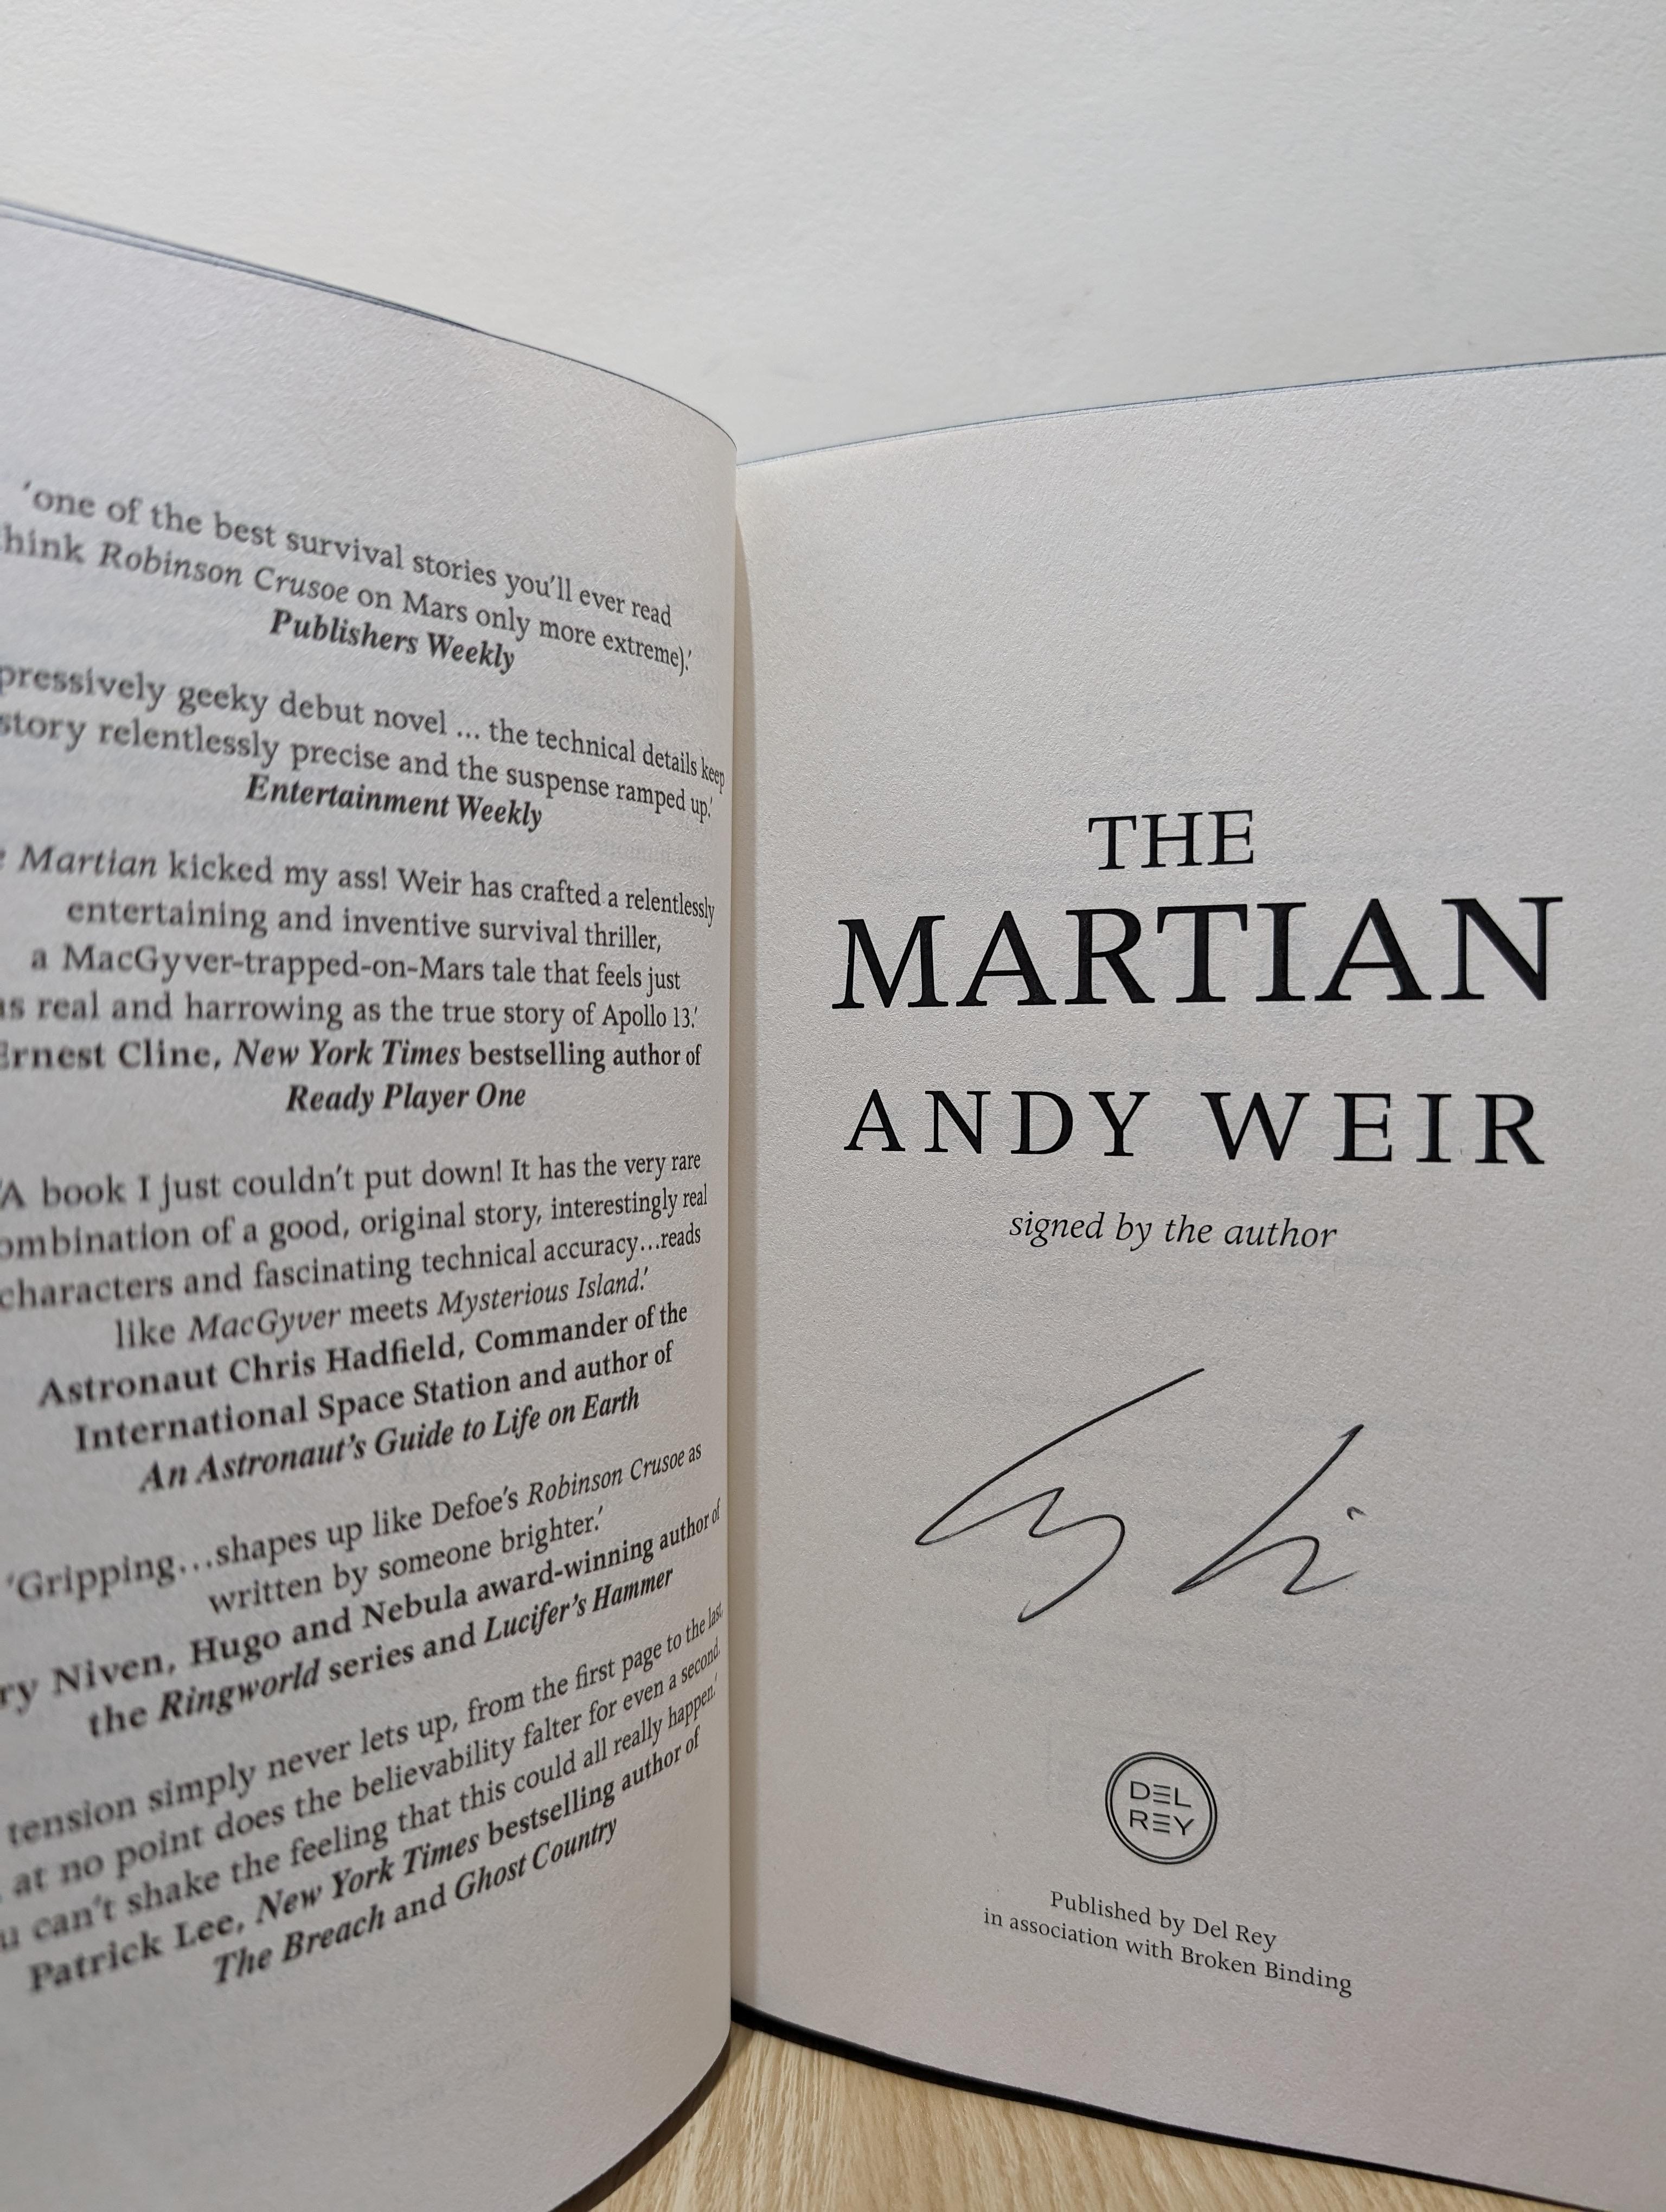 'one of the best survival stories you'll ever read
think Robinson Crusoe on Mars only more extreme).'
Publishers Weekly
pressively geeky debut novel ... the technical details keep
story relentlessly precise and the suspense ramped up.'
Entertainment Weekly
Martian kicked my ass! Weir has crafted a relentlessly
entertaining and inventive survival thriller,
a MacGyver-trapped-on-Mars tale that feels just
as real and harrowing as the true story of Apollo 13.'
Ernest Cline, New York Times bestselling author of
Ready Player One
'A book I just couldn't put down! It has the very rare
ombination of a good, original story, interestingly real
characters and fascinating technical accuracy...reads
like MacGyver meets Mysterious Island.'
Astronaut Chris Hadfield, Commander of the
International Space Station and author of
An Astronaut's Guide to Life on Earth
'Gripping...shapes up like Defoe's Robinson Crusoe as
written by someone brighter.'
ry Niven, Hugo and Nebula award-winning author of
the Ringworld series and Lucifer's Hammer
tension simply never lets up, from the first page to the last,
at no point does the believability falter for even a second.
u can't shake the feeling that this could all really happen.'
Patrick Lee, New York Times bestselling author of
The Breach and Ghost Country
THE
MARTIAN
ANDY WEIR
signed by the author
DEL
REY
Published by Del Rey
in association with Broken Binding